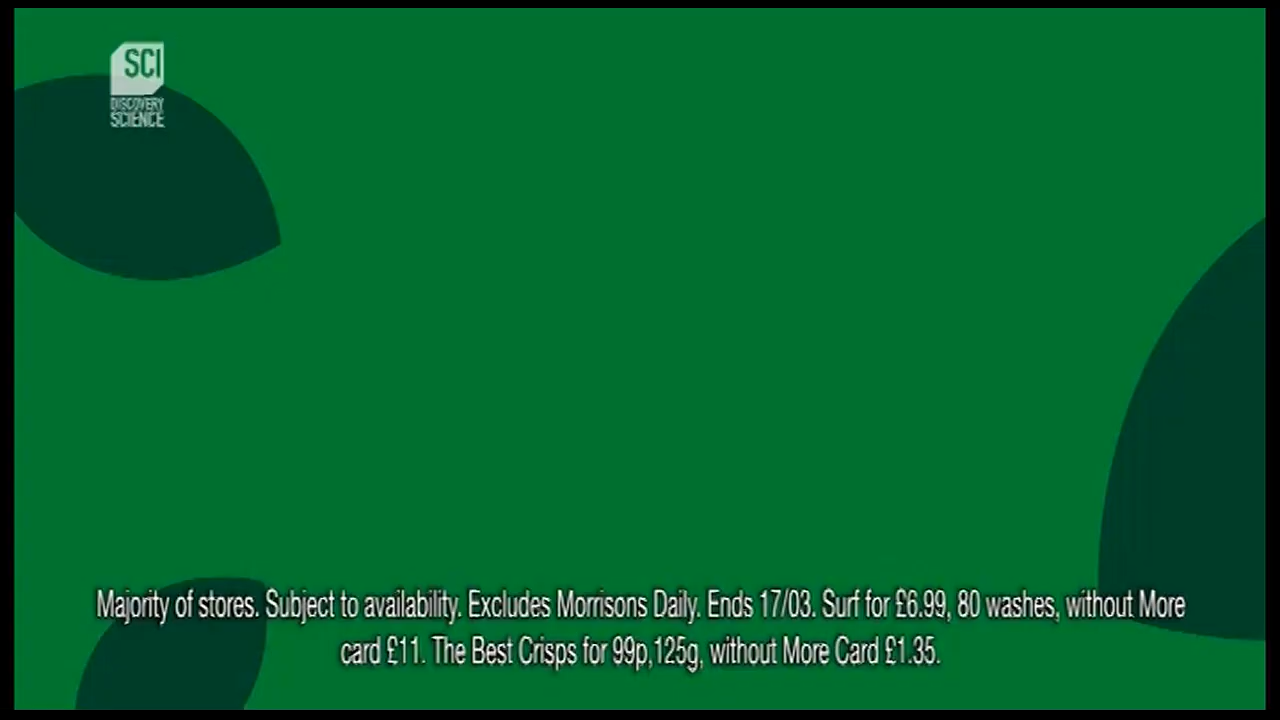 SCI
DISCOVERY
SCIENCE
Majority of stores. Subject to availability. Excludes Morrisons Daily. Ends 17/03. Surf for £6.99, 80 washes, without More
card £11. The Best Crisps for 99p,125g, without More Card £1.35.